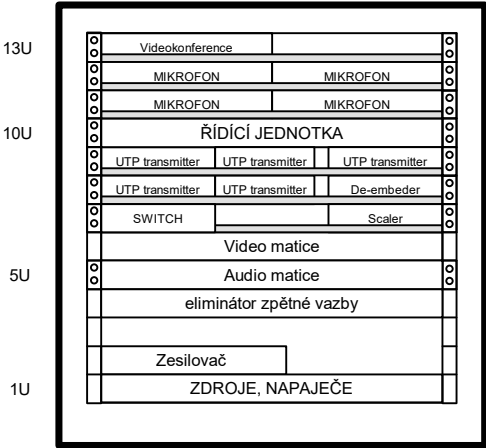 13U Videokonference
MIKROFON MIKROFON
MIKROFON MIKROFON
10U ŘÍDÍCÍ JEDNOTKA
UTP transmitter UTP transmitter UTP transmitter
UTP transmitter UTP transmitter De-embeder
SWITCH Scaler
Video matice
5U Audio matice
eliminátor zpětné vazby
Zesilovač
1U ZDROJE, NAPAJEČE